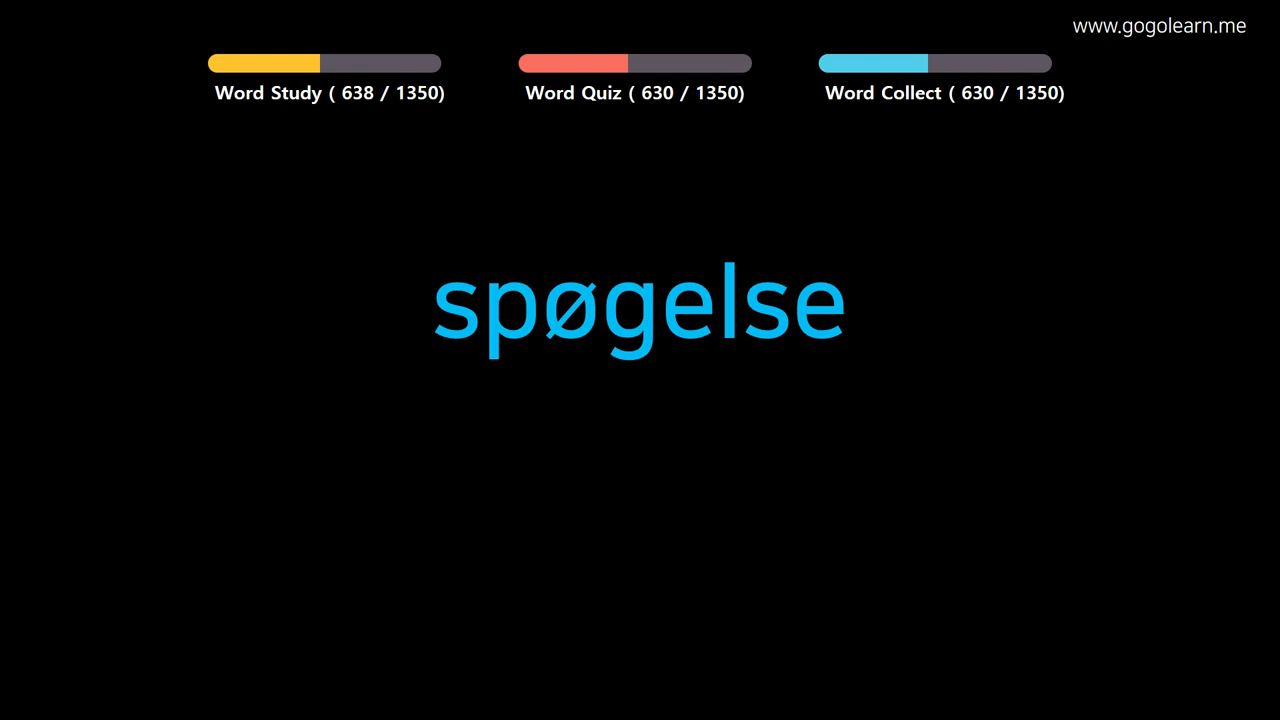 www.gogolearn.me
Word Study ( 638 / 1350)
Word Quiz ( 630 / 1350)
Word Collect ( 630 / 1350)
spøgelse